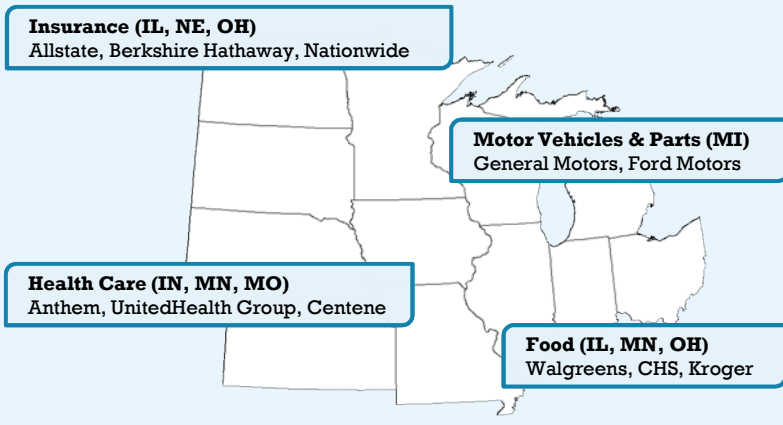 Insurance (IL, NE, OH)
Allstate, Berkshire Hathaway, Nationwide
Motor Vehicles & Parts (MI)
General Motors, Ford Motors
Health Care (IN, MN, MO)
Anthem, UnitedHealth Group, Centene
Food (IL, MN, OH)
Walgreens, CHS, Kroger